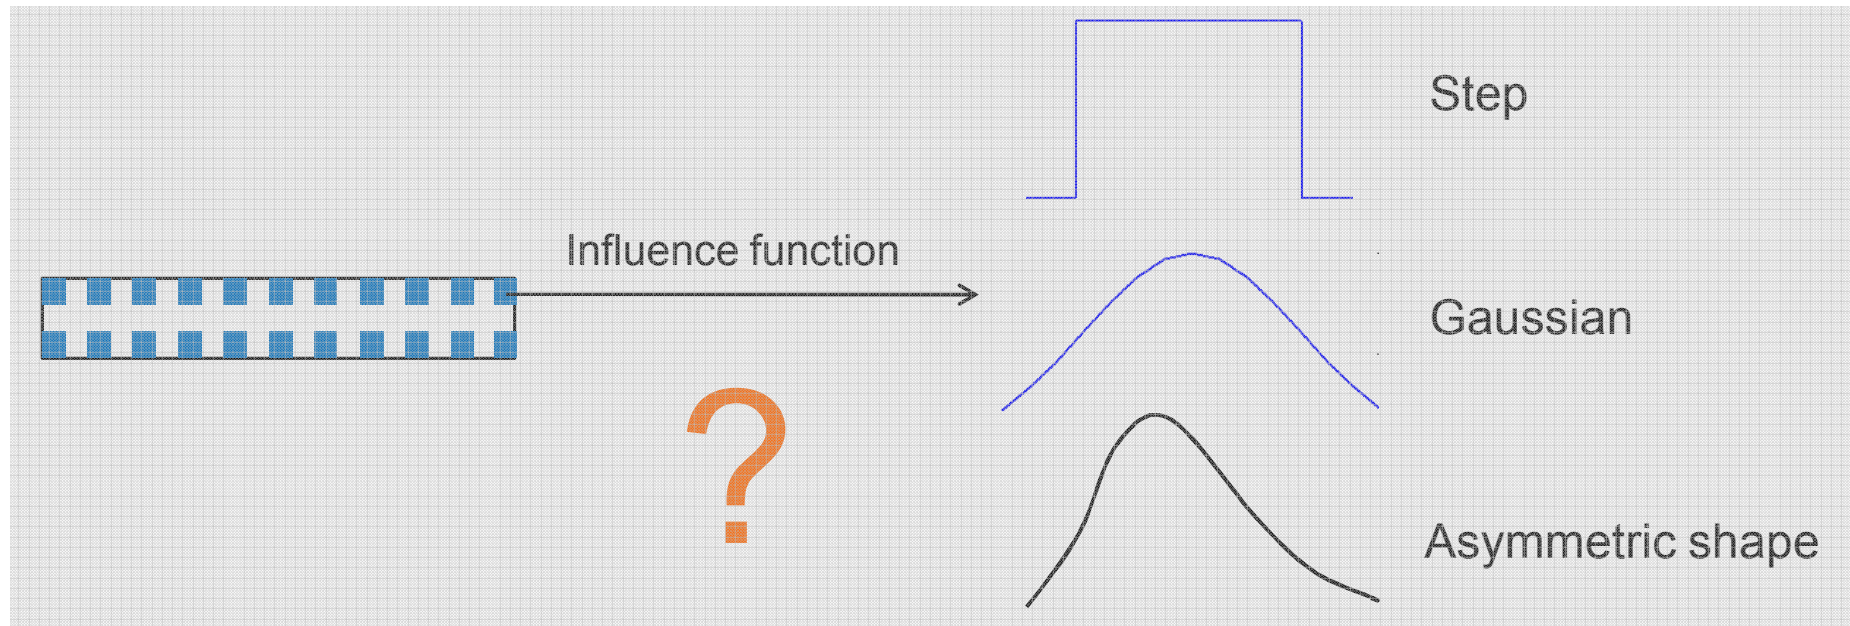 Step
Influence function
Gaussian
?
Asymmetric shape